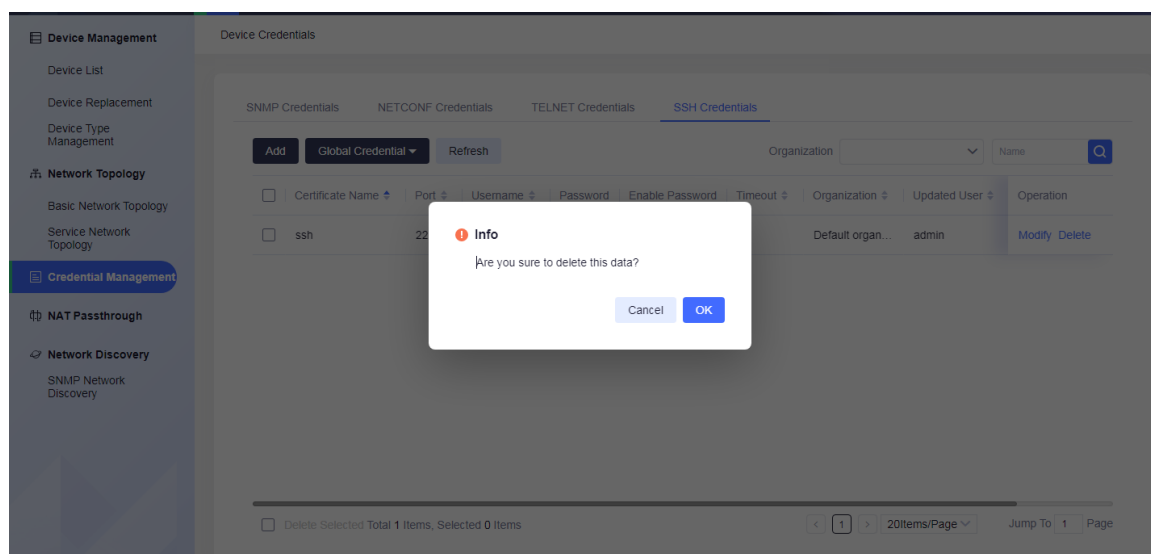 Device Management
Device List
Device Replacement
Device Type
Management
Network Topology
Basic Network Topology
Service Network
Topology
Credential Management
NAT Passthrough
Network Discovery
SNMP Network
Discovery
Device Credentials
SNMP Credentials NETCONF Credentials TELNET Credentials SSH Credentials
Add Global Credential Refresh Organization Name
Certificate Name Port Username Password Enable Password Timeout Organization Updated User Operation
ssh 22 Default organ... admin Modify Delete
Info
Are you sure to delete this data?
Cancel OK
Delete Selected Total 1 Items, Selected 0 Items < 1 > 20Items/Page Jump To 1 Page